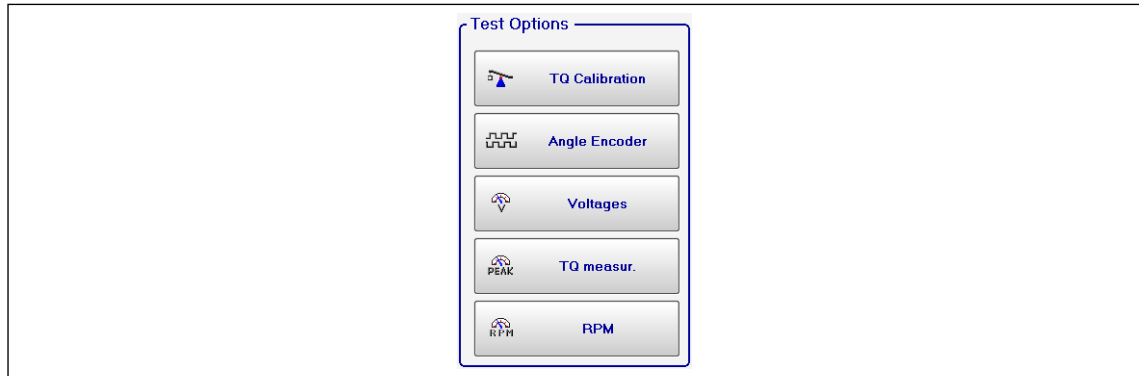 Test Options
TQ Calibration
Angle Encoder
V
Voltages
PEAK
TQ measur.
RPM
RPM